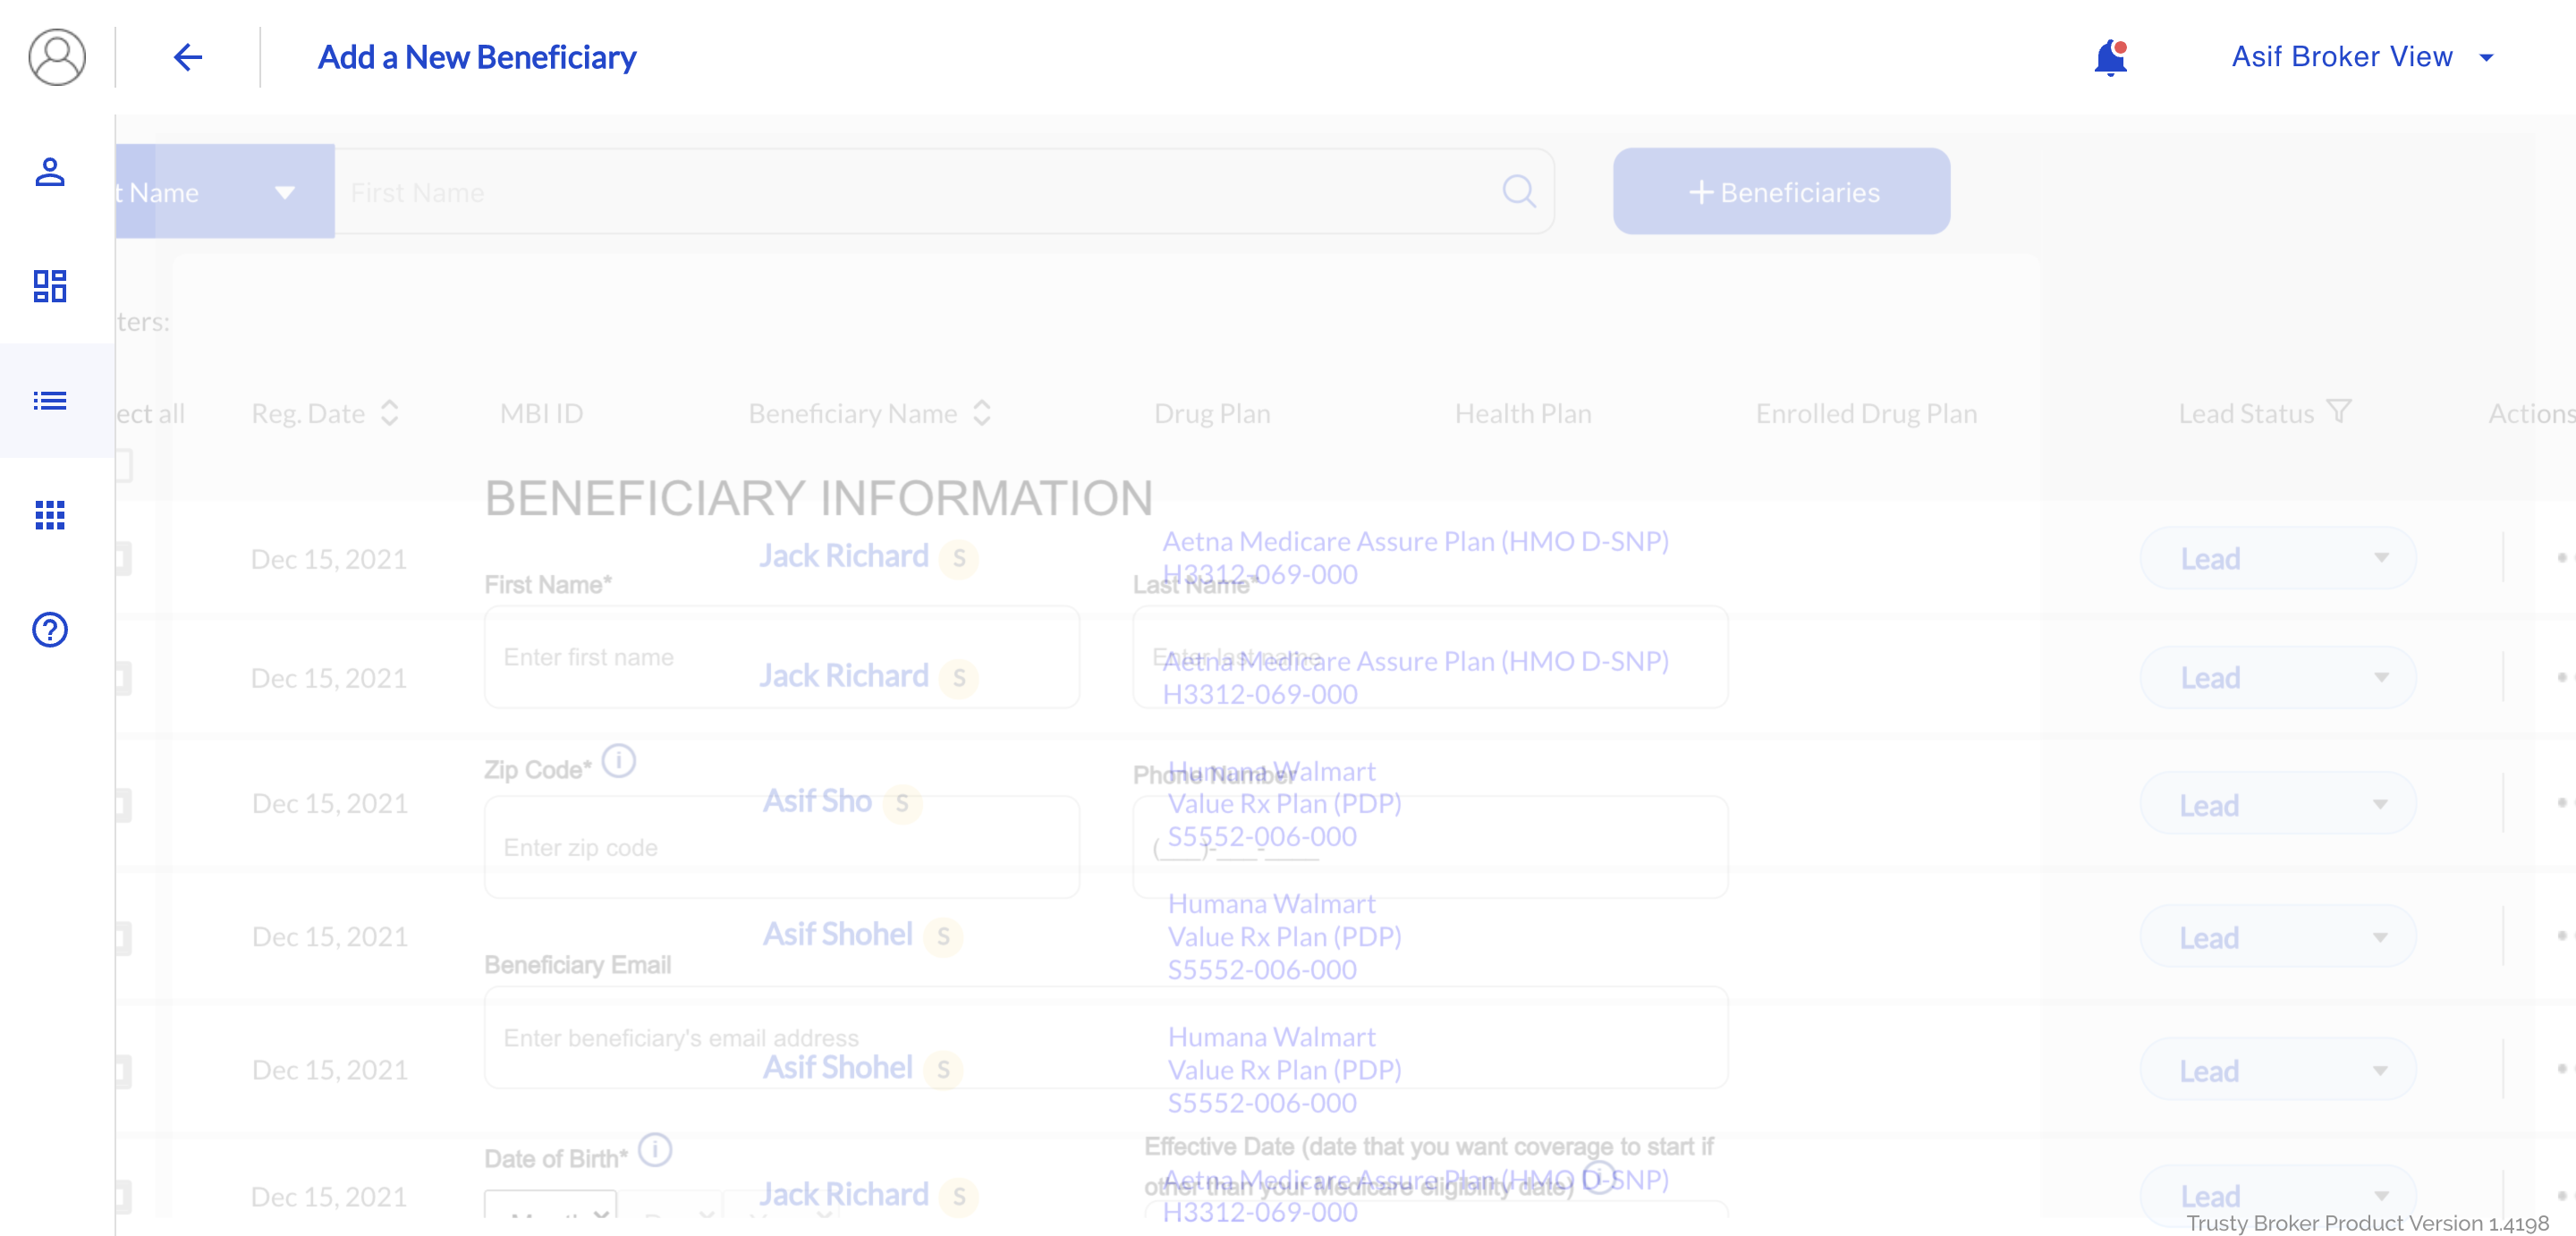 Add a New Beneficiary
Asif Broker View
t Name
First Name
+ Beneficiaries
ters:
ect all
Reg. Date
MBI ID
Beneficiary Name
Drug Plan
Health Plan
Enrolled Drug Plan
Lead Status
Actions
BENEFICIARY INFORMATION
Dec 15, 2021
Jack Richard S
Aetna Medicare Assure Plan (HMO D-SNP)
H3312-069-000
Lead
First Name*
Last Name*
Enter first name
Enter last name
Dec 15, 2021
Jack Richard S
Aetna Medicare Assure Plan (HMO D-SNP)
H3312-069-000
Lead
Zip Code*
Phone Number
Dec 15, 2021
Asif Sho S
Humana Walmart
Value Rx Plan (PDP)
S5552-006-000
Lead
Enter zip code
(___)-___-____
Dec 15, 2021
Asif Shohel S
Humana Walmart
Value Rx Plan (PDP)
S5552-006-000
Lead
Beneficiary Email
Enter beneficiary's email address
Dec 15, 2021
Asif Shohel S
Humana Walmart
Value Rx Plan (PDP)
S5552-006-000
Lead
Date of Birth*
Effective Date (date that you want coverage to start if
other than your Medicare eligibility date)
Dec 15, 2021
Jack Richard S
Aetna Medicare Assure Plan (HMO D-SNP)
H3312-069-000
Lead
Trusty Broker Product Version 1.4198